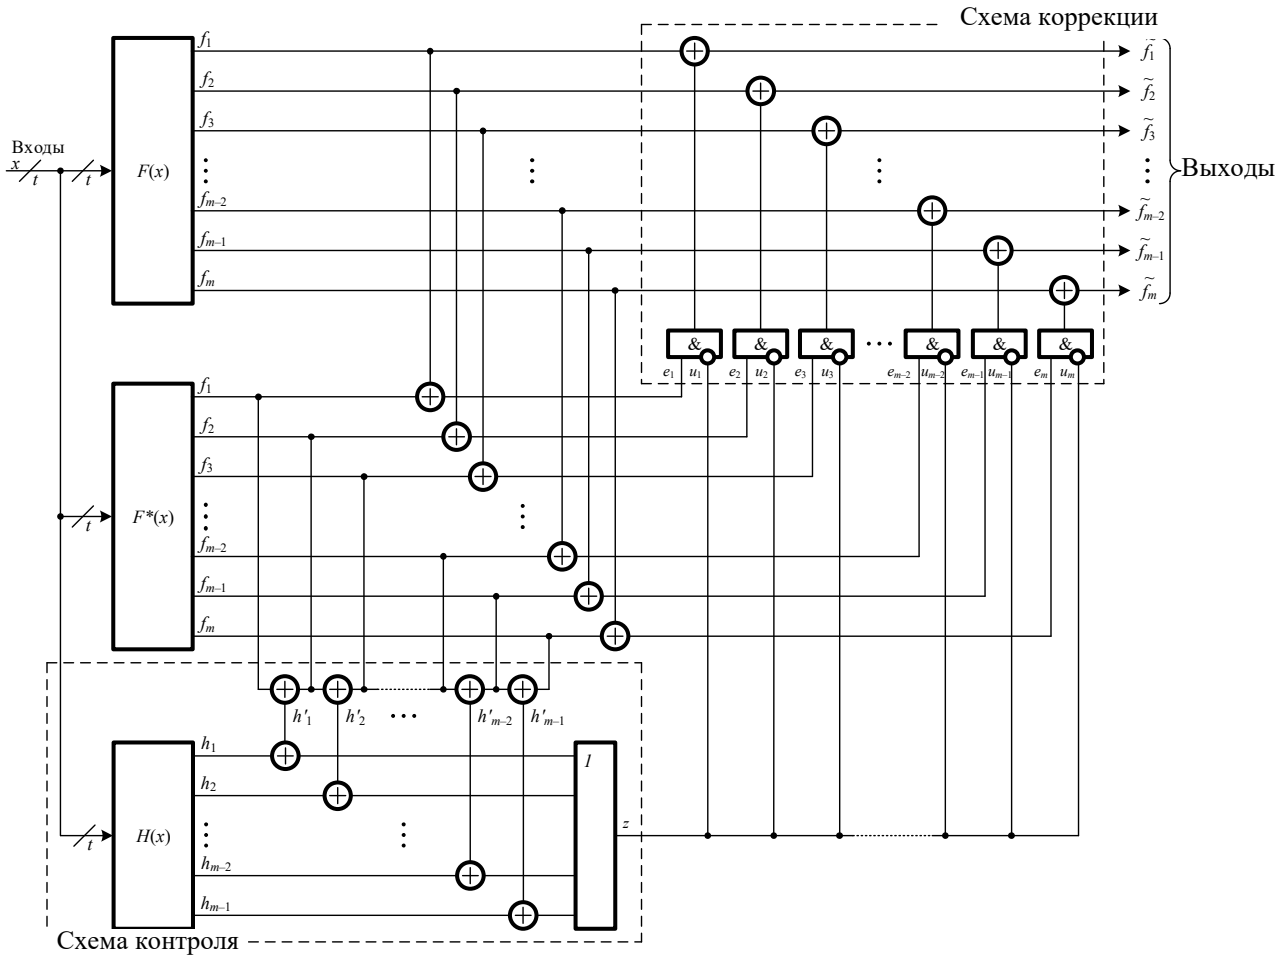 Схема коррекции
Входы
x
t
t
F(x)
f1
f2
f3
⋮
fm–2
fm–1
fm
⋮
⋮
f̃1
f̃2
f̃3
⋮
f̃m–2
f̃m–1
f̃m
Выходы
& & & ··· & & &
e1 u1 e2 u2 e3 u3 em–2 um–2 em–1 um–1 em um
t
F*(x)
f1
f2
f3
⋮
fm–2
fm–1
fm
⋮
h'1 h'2 ··· h'm–2 h'm–1
t
H(x)
h1
h2
⋮
hm–2
hm–1
⋮
1
z
Схема контроля